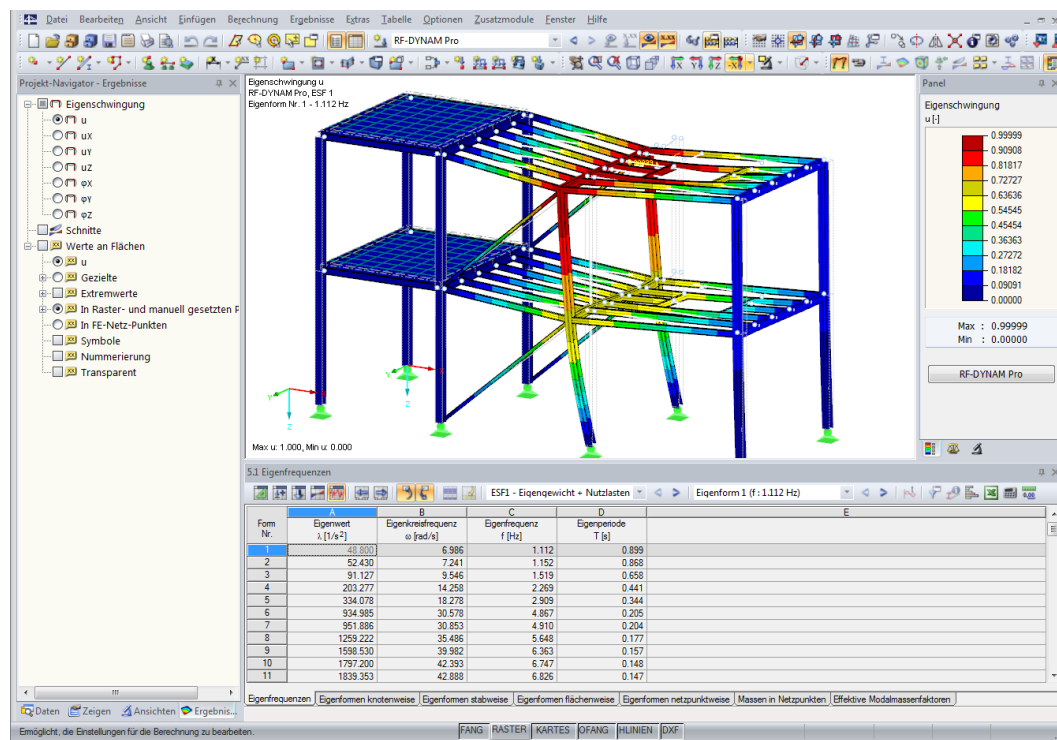 Datei Bearbeiten Ansicht Einfügen Berechnung Ergebnisse Extras Tabelle Optionen Zusatzmodule Fenster Hilfe
RF-DYNAM Pro
Projekt-Navigator - Ergebnisse
Eigenschwingung
u
uX
uY
uZ
φX
φY
φZ
Schnitte
Werte an Flächen
u
Gezielte
Extremwerte
In Raster- und manuell gesetzten P
In FE-Netz-Punkten
Symbole
Nummerierung
Transparent
Daten Zeigen Ansichten Ergebnis...
Eigenschwingung u
RF-DYNAM Pro, ESF 1
Eigenform Nr. 1 - 1.112 Hz
Y
X
Z
Y
X
Z
Max u: 1.000, Min u: 0.000
Panel
Eigenschwingung
u [-]
0.99999
0.90908
0.81817
0.72727
0.63636
0.54545
0.45454
0.36363
0.27272
0.18182
0.09091
0.00000
Max : 0.99999
Min : 0.00000
RF-DYNAM Pro
5.1 Eigenfrequenzen
ESF1 - Eigengewicht + Nutzlasten
Eigenform 1 (f : 1.112 Hz)
A B C D E
Form Eigenwert Eigenkreisfrequenz Eigenfrequenz Eigenperiode
Nr. λ [1/s²] ω [rad/s] f [Hz] T [s]
1 48.800 6.986 1.112 0.899
2 52.430 7.241 1.152 0.868
3 91.127 9.546 1.519 0.658
4 203.277 14.258 2.269 0.441
5 334.078 18.278 2.909 0.344
6 934.985 30.578 4.867 0.205
7 951.886 30.853 4.910 0.204
8 1259.222 35.486 5.648 0.177
9 1598.530 39.982 6.363 0.157
10 1797.200 42.393 6.747 0.148
11 1839.353 42.888 6.826 0.147
Eigenfrequenzen Eigenformen knotenweise Eigenformen stabweise Eigenformen flächenweise Eigenformen netzpunktweise Massen in Netzpunkten Effektive Modalmassenfaktoren
Ermöglicht, die Einstellungen für die Berechnung zu bearbeiten.
FANG RASTER KARTES OFANG HLINIEN DXF